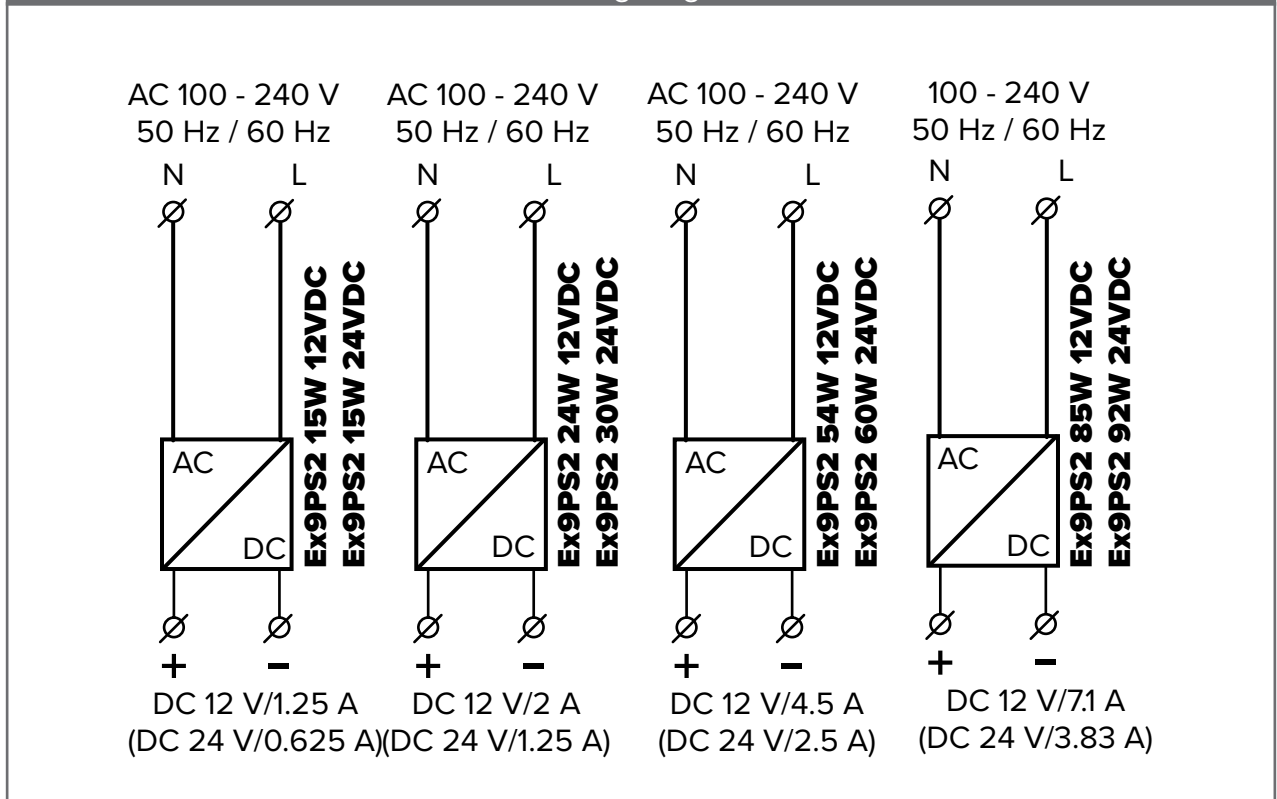 AC 100 - 240 V
50 Hz / 60 Hz
N L
AC
DC
Ex9PS2 15W 12VDC
Ex9PS2 15W 24VDC
+ –
DC 12 V/1.25 A
(DC 24 V/0.625 A)
AC 100 - 240 V
50 Hz / 60 Hz
N L
AC
DC
Ex9PS2 24W 12VDC
Ex9PS2 30W 24VDC
+ –
DC 12 V/2 A
(DC 24 V/1.25 A)
AC 100 - 240 V
50 Hz / 60 Hz
N L
AC
DC
Ex9PS2 54W 12VDC
Ex9PS2 60W 24VDC
+ –
DC 12 V/4.5 A
(DC 24 V/2.5 A)
100 - 240 V
50 Hz / 60 Hz
N L
AC
DC
Ex9PS2 85W 12VDC
Ex9PS2 92W 24VDC
+ –
DC 12 V/7.1 A
(DC 24 V/3.83 A)